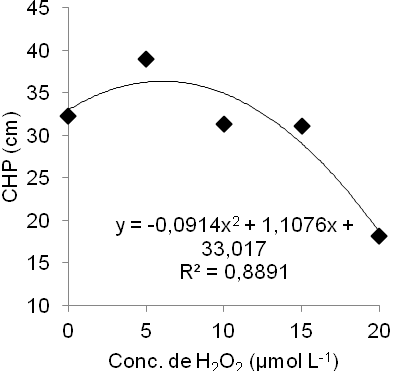 45
40
35
30
25
20
15
10
CHP (cm)
y = -0,0914x² + 1,1076x +
33,017
R² = 0,8891
0 5 10 15 20
Conc. de H₂O₂ (µmol L⁻¹)